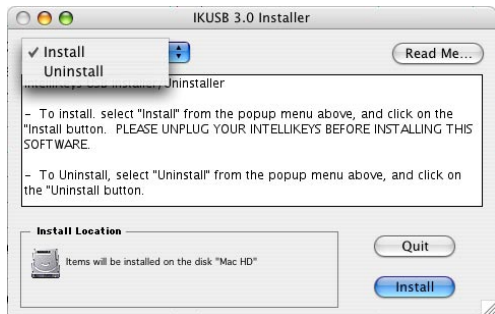 IKUSB 3.0 Installer
✓ Install
Uninstall
Read Me...
IntelliKeys USB Installer/Uninstaller
– To install. select "Install" from the popup menu above, and click on the
"Install button. PLEASE UNPLUG YOUR INTELLIKEYS BEFORE INSTALLING THIS
SOFTWARE.
– To Uninstall, select "Uninstall" from the popup menu above, and click on
the "Uninstall button.
Install Location
Items will be installed on the disk "Mac HD"
Quit
Install